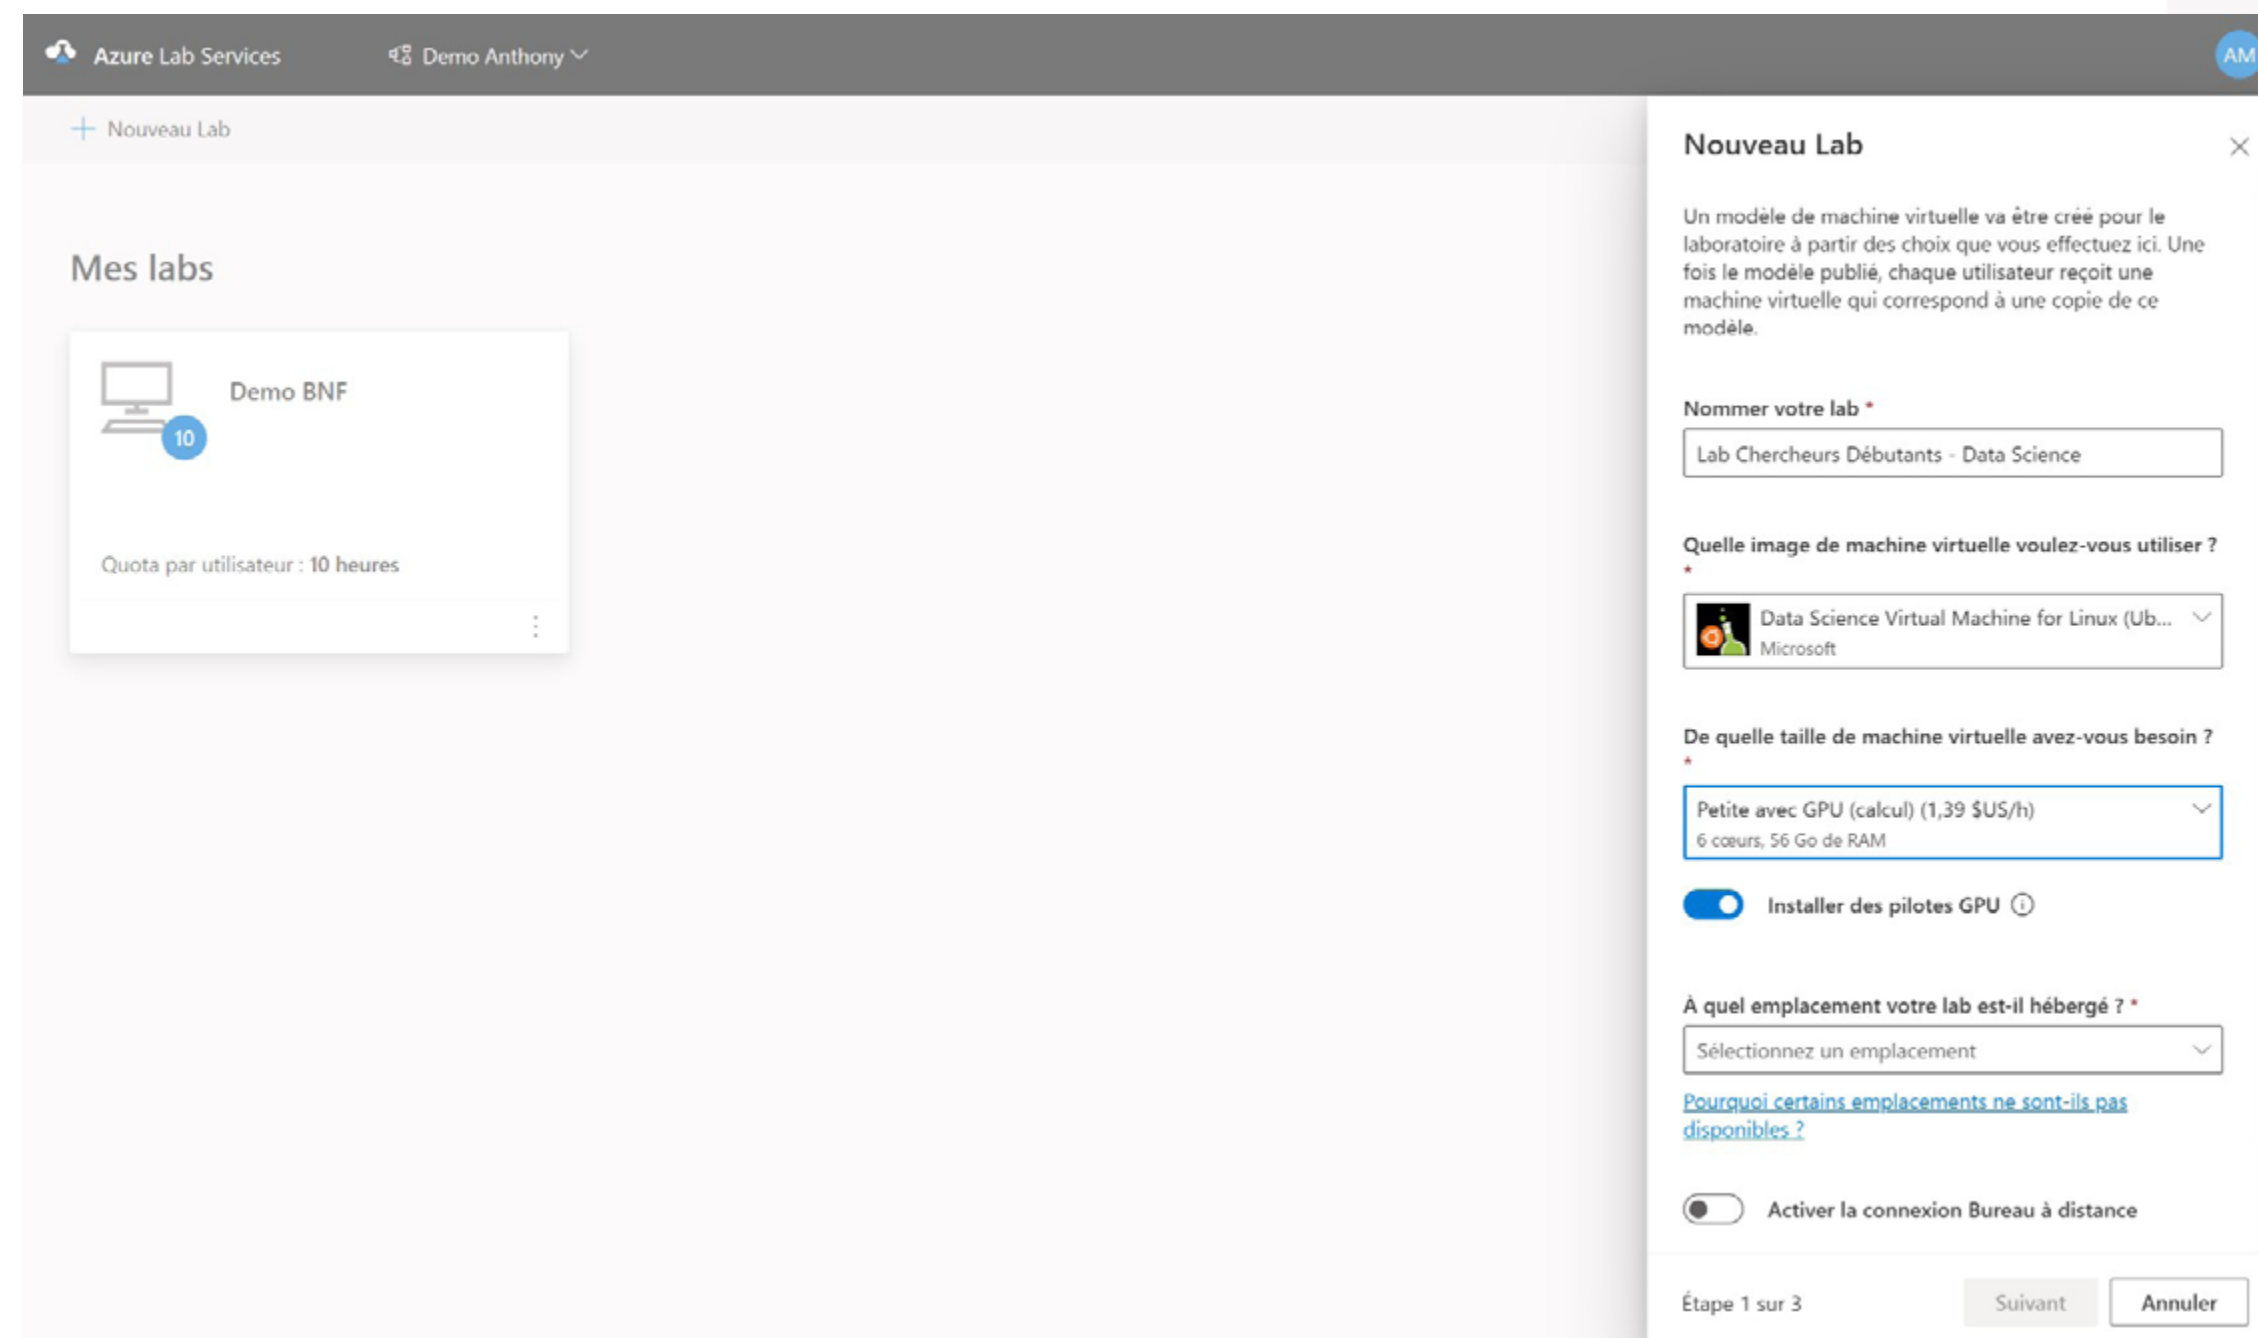 Azure Lab Services
Demo Anthony
AM
Nouveau Lab
Mes labs
Demo BNF
10
Quota par utilisateur : 10 heures
Nouveau Lab
Un modèle de machine virtuelle va être créé pour le
laboratoire à partir des choix que vous effectuez ici. Une
fois le modèle publié, chaque utilisateur reçoit une
machine virtuelle qui correspond à une copie de ce
modèle.
Nommer votre lab *
Lab Chercheurs Débutants - Data Science
Quelle image de machine virtuelle voulez-vous utiliser ?
*
Data Science Virtual Machine for Linux (Ub...
Microsoft
De quelle taille de machine virtuelle avez-vous besoin ?
*
Petite avec GPU (calcul) (1,39 $US/h)
6 cœurs, 56 Go de RAM
Installer des pilotes GPU
À quel emplacement votre lab est-il hébergé ? *
Sélectionnez un emplacement
Pourquoi certains emplacements ne sont-ils pas
disponibles ?
Activer la connexion Bureau à distance
Étape 1 sur 3
Suivant
Annuler